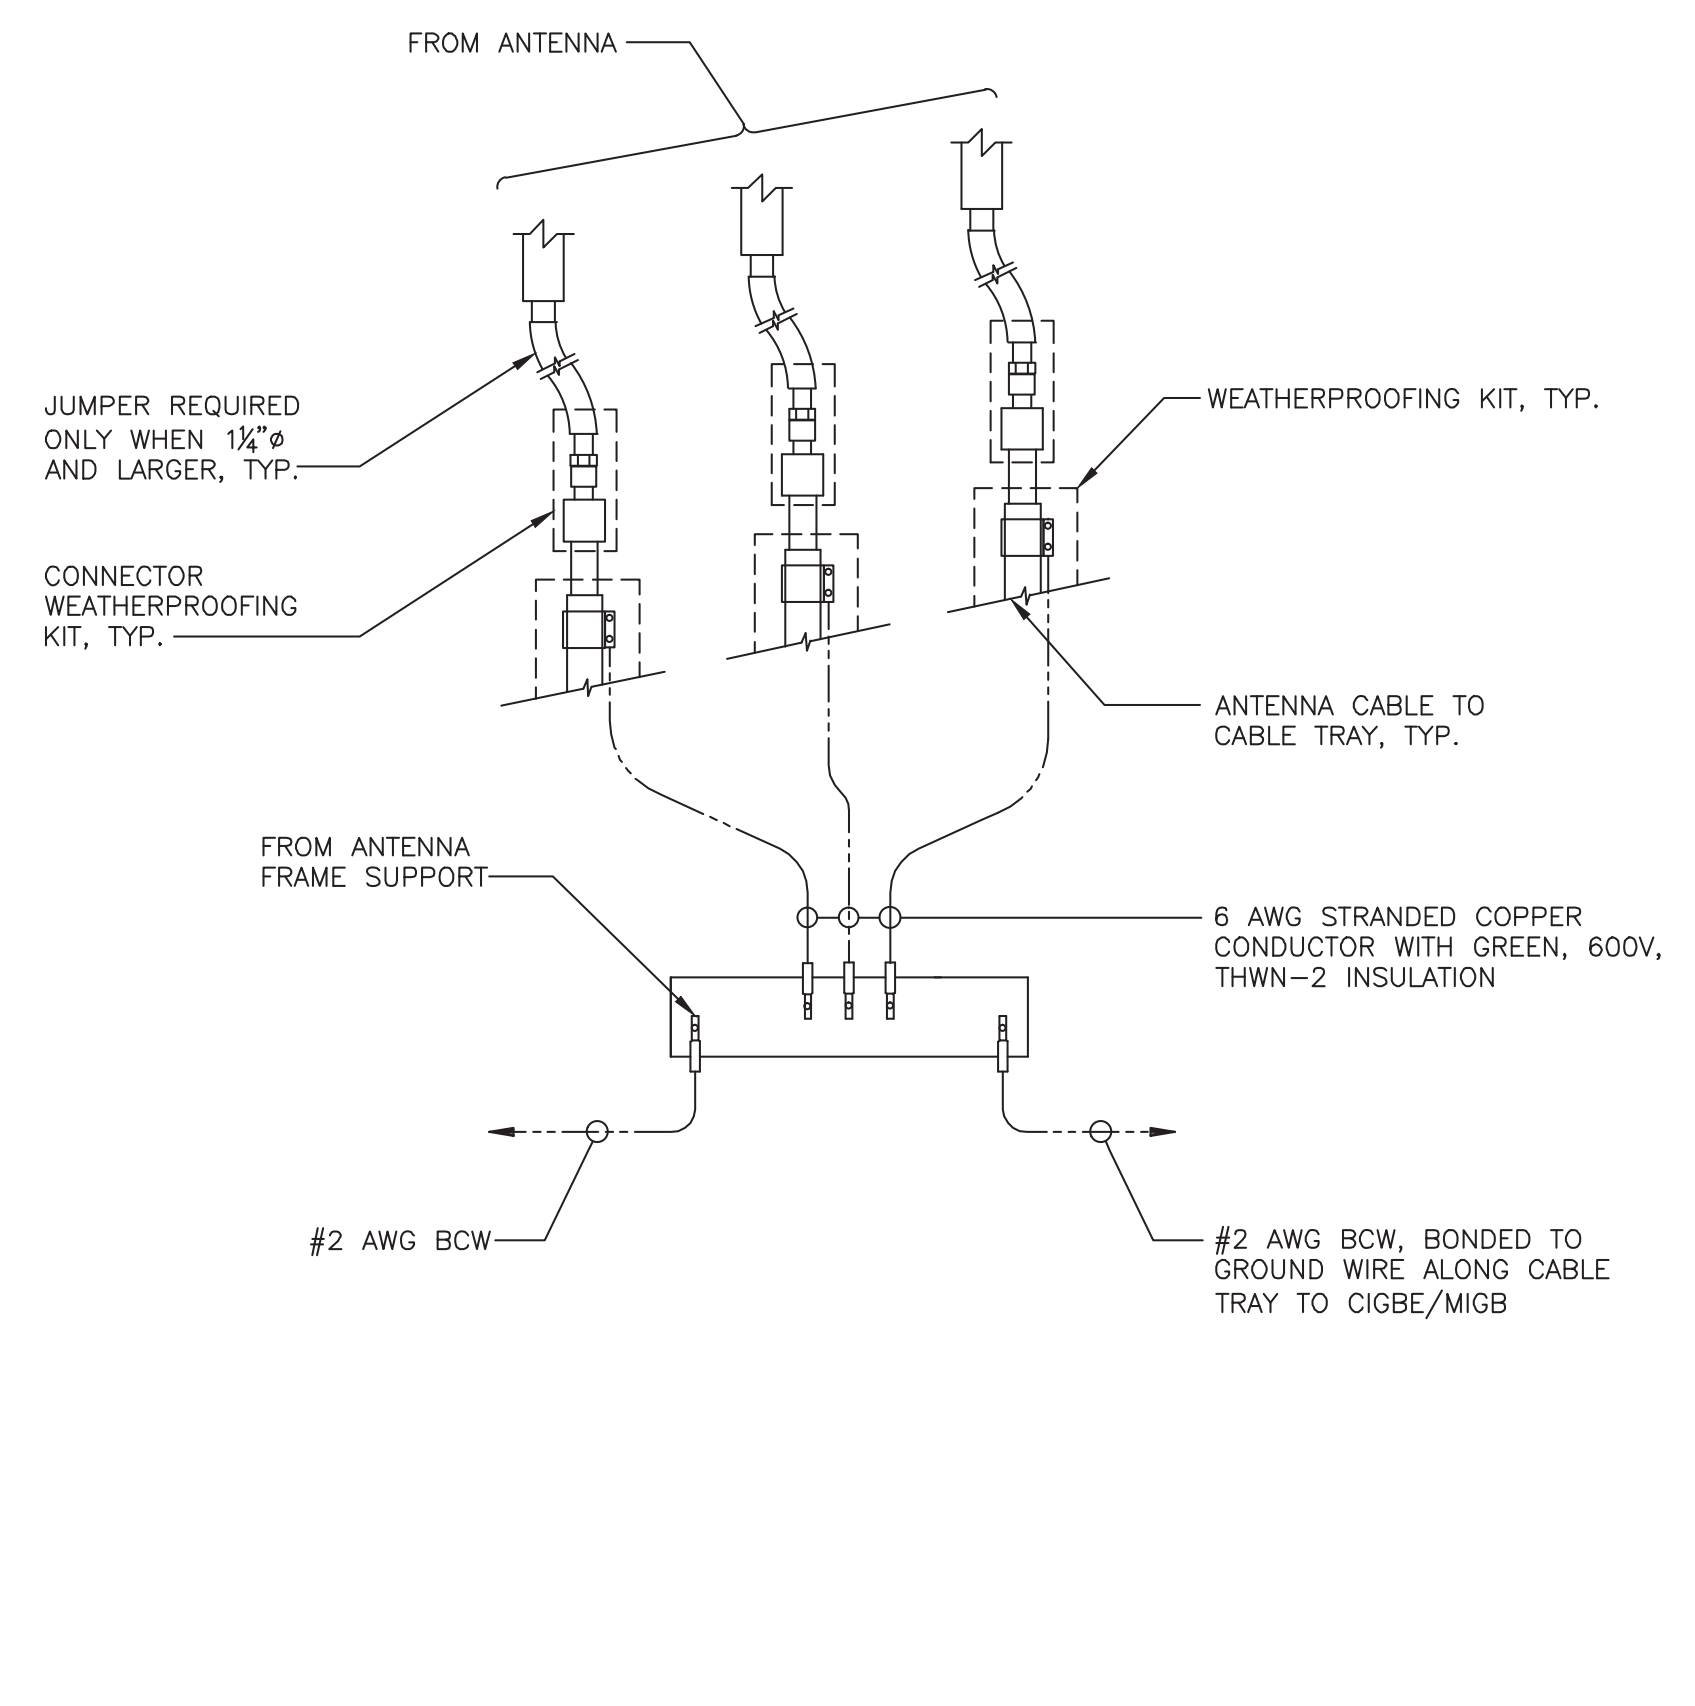 FROM ANTENNA
JUMPER REQUIRED
ONLY WHEN 1¼"ø
AND LARGER, TYP.
WEATHERPROOFING KIT, TYP.
CONNECTOR
WEATHERPROOFING
KIT, TYP.
ANTENNA CABLE TO
CABLE TRAY, TYP.
FROM ANTENNA
FRAME SUPPORT
6 AWG STRANDED COPPER
CONDUCTOR WITH GREEN, 600V,
THWN-2 INSULATION
#2 AWG BCW
#2 AWG BCW, BONDED TO
GROUND WIRE ALONG CABLE
TRAY TO CIGBE/MIGB